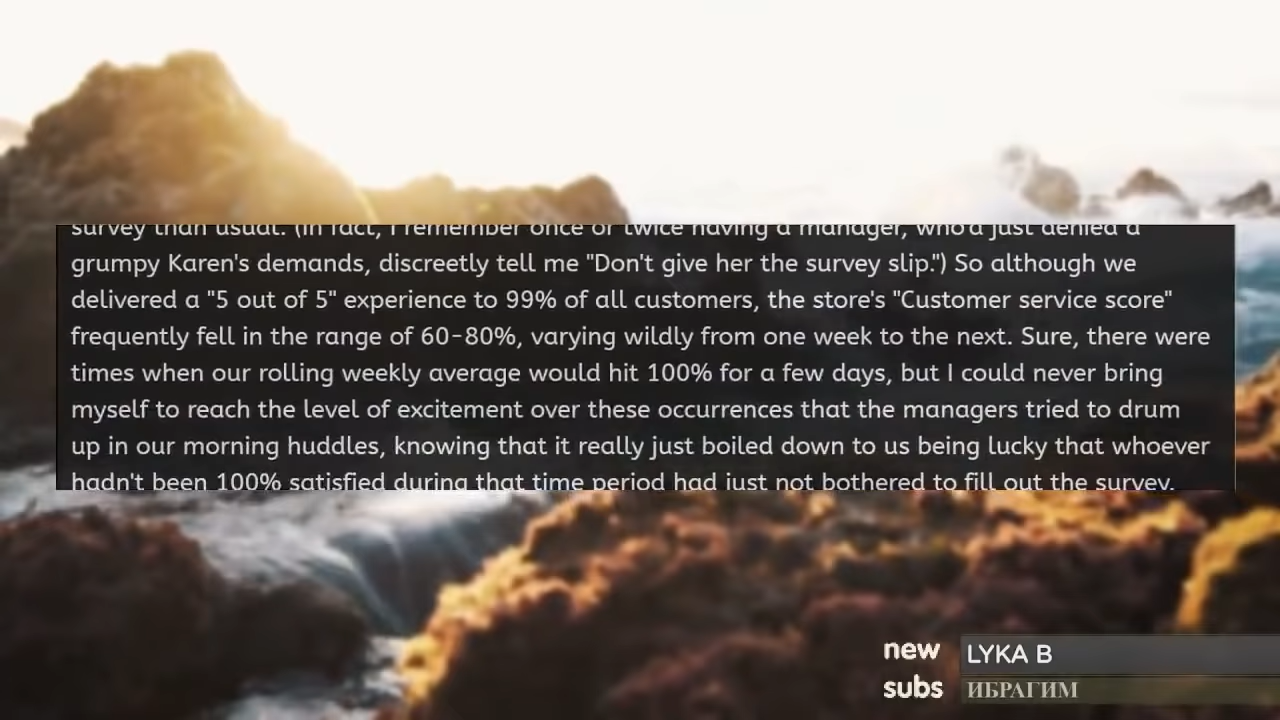 survey than usual. (In fact, I remember once or twice having a manager, who'd just denied a
grumpy Karen's demands, discreetly tell me "Don't give her the survey slip.") So although we
delivered a "5 out of 5" experience to 99% of all customers, the store's "Customer service score"
frequently fell in the range of 60-80%, varying wildly from one week to the next. Sure, there were
times when our rolling weekly average would hit 100% for a few days, but I could never bring
myself to reach the level of excitement over these occurrences that the managers tried to drum
up in our morning huddles, knowing that it really just boiled down to us being lucky that whoever
hadn't been 100% satisfied during that time period had just not bothered to fill out the survey.
new
LYKA B
subs
ИБРАГИМ